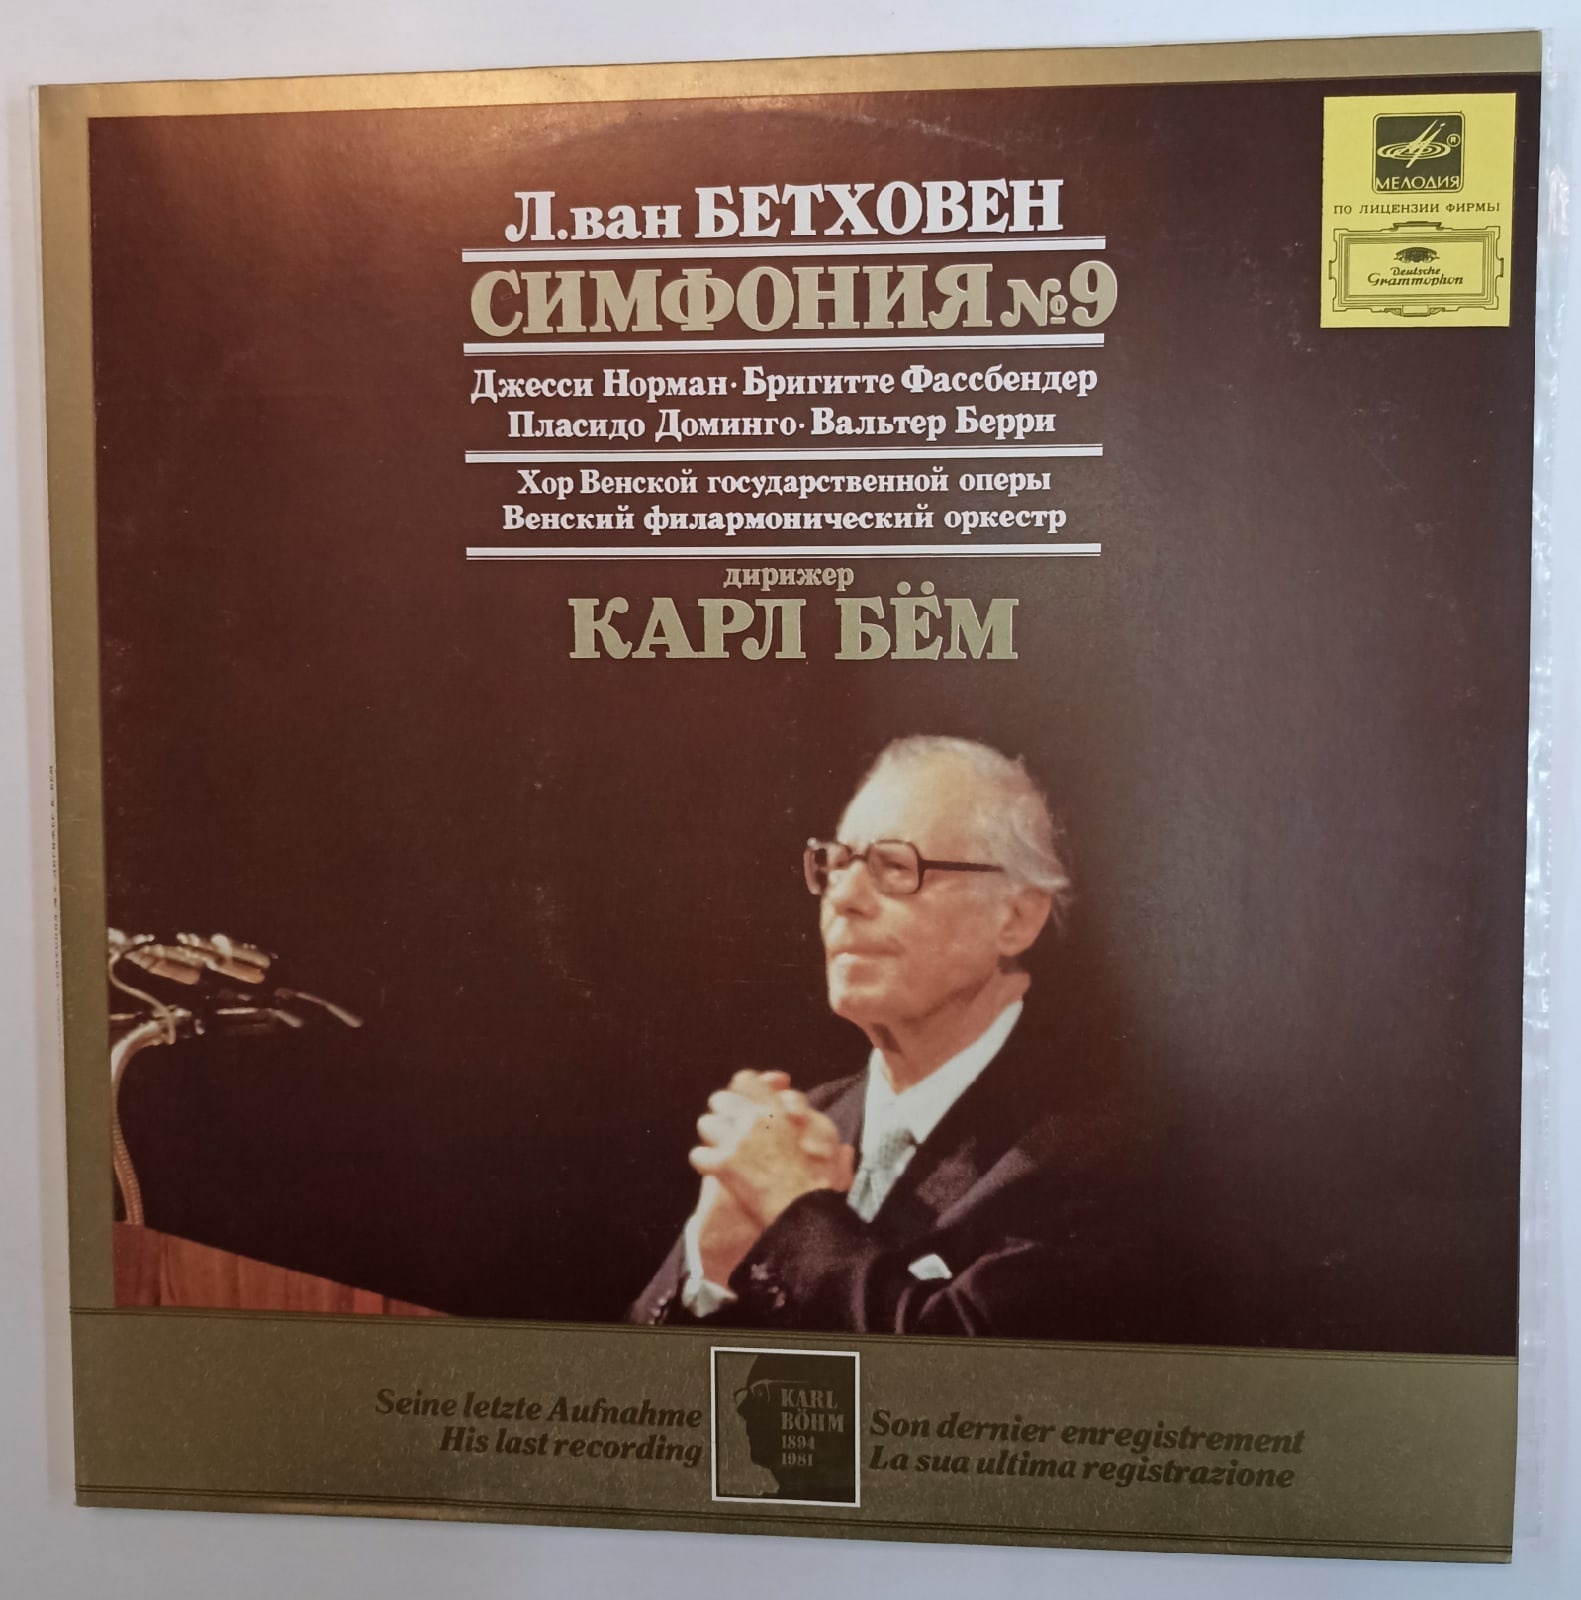 Л.ван БЕТХОВЕН
СИМФОНИЯ №9
Джесси Норман·Бригитте Фассбендер
Пласидо Доминго·Вальтер Берри
Хор Венской государственной оперы
Венский филармонический оркестр
дирижер
КАРЛ БЁМ
МЕЛОДИЯ
®
ПО ЛИЦЕНЗИИ ФИРМЫ
Deutsche
Grammophon
Seine letzte Aufnahme
His last recording
KARL
BÖHM
1894
1981
Son dernier enregistrement
La sua ultima registrazione